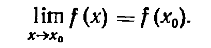 lim f (x) = f (x₀).
x→x₀